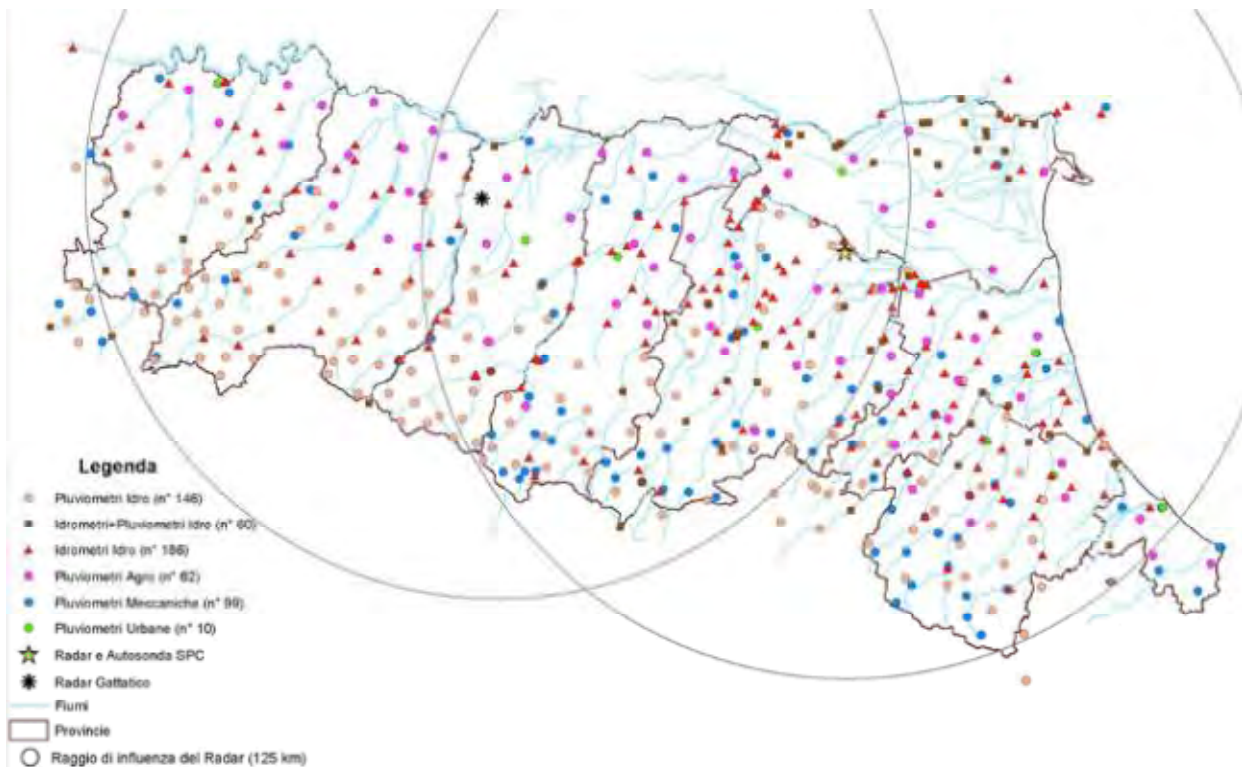 Legenda
Pluviometri Idro (n° 146)
Idrometri+Pluviometri Idro (n° 60)
Idrometri Idro (n° 186)
Pluviometri Agro (n° 62)
Pluviometri Meccaniche (n° 99)
Pluviometri Urbane (n° 10)
Radar e Autosonda SPC
Radar Gattatico
Fiumi
Provincie
Raggio di influenza del Radar (125 km)